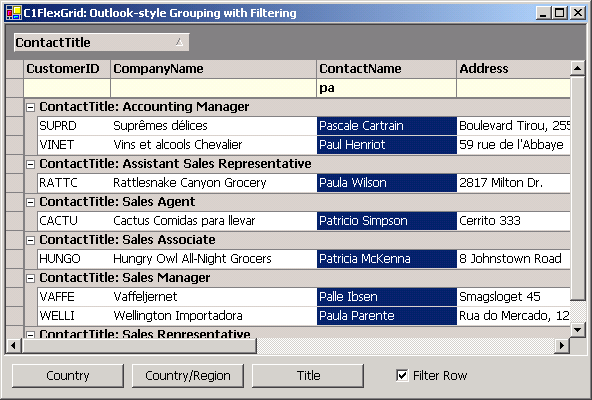 C1FlexGrid: Outlook-style Grouping with Filtering
ContactTitle
CustomerID CompanyName ContactName Address
pa
ContactTitle: Accounting Manager
SUPRD Suprêmes délices Pascale Cartrain Boulevard Tirou, 255
VINET Vins et alcools Chevalier Paul Henriot 59 rue de l'Abbaye
ContactTitle: Assistant Sales Representative
RATTC Rattlesnake Canyon Grocery Paula Wilson 2817 Milton Dr.
ContactTitle: Sales Agent
CACTU Cactus Comidas para llevar Patricio Simpson Cerrito 333
ContactTitle: Sales Associate
HUNGO Hungry Owl All-Night Grocers Patricia McKenna 8 Johnstown Road
ContactTitle: Sales Manager
VAFFE Vaffeljernet Palle Ibsen Smagsloget 45
WELLI Wellington Importadora Paula Parente Rua do Mercado, 12
ContactTitle: Sales Representative
Country Country/Region Title Filter Row